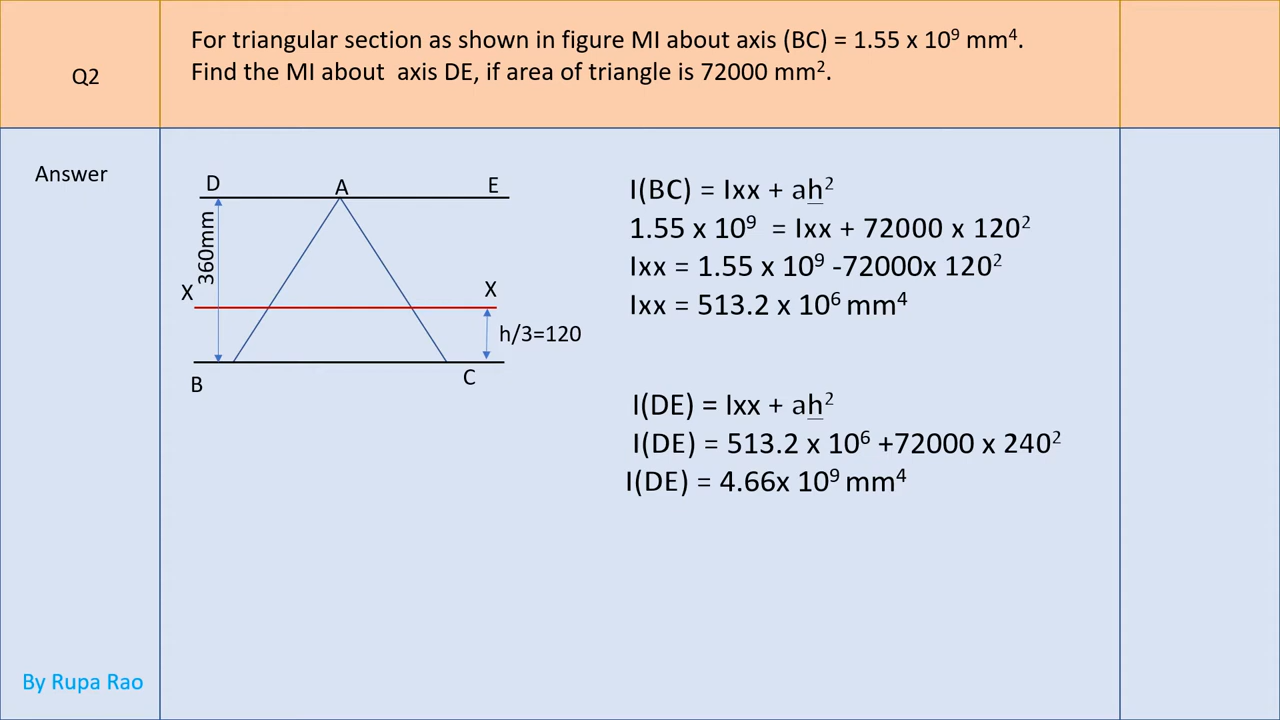 For triangular section as shown in figure MI about axis (BC) = 1.55 x 10⁹ mm⁴.
Q2
Find the MI about axis DE, if area of triangle is 72000 mm².
Answer
D
A
E
360mm
X
X
h/3=120
B
C
I(BC) = Ixx + ah²
1.55 x 10⁹ = Ixx + 72000 x 120²
Ixx = 1.55 x 10⁹ -72000x 120²
Ixx = 513.2 x 10⁶ mm⁴
I(DE) = Ixx + ah²
I(DE) = 513.2 x 10⁶ +72000 x 240²
I(DE) = 4.66x 10⁹ mm⁴
By Rupa Rao